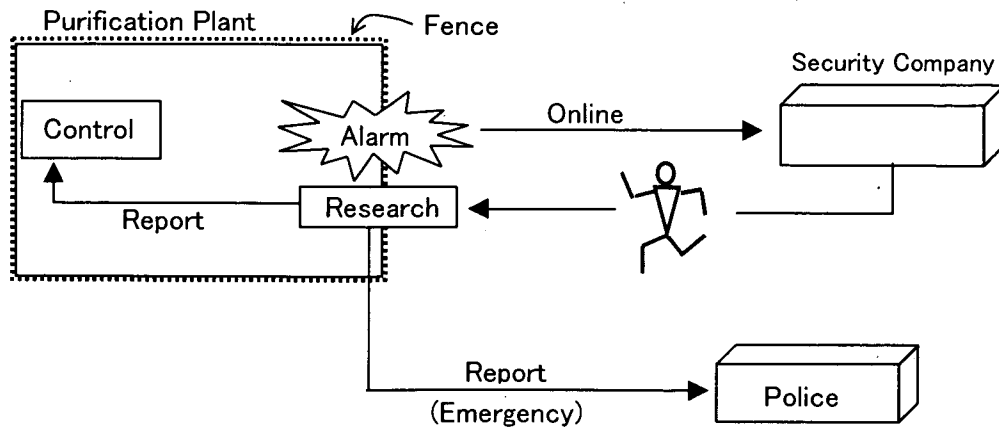 Purification Plant
Fence
Security Company
Control
Alarm
Online
Report
Research
Report
(Emergency)
Police